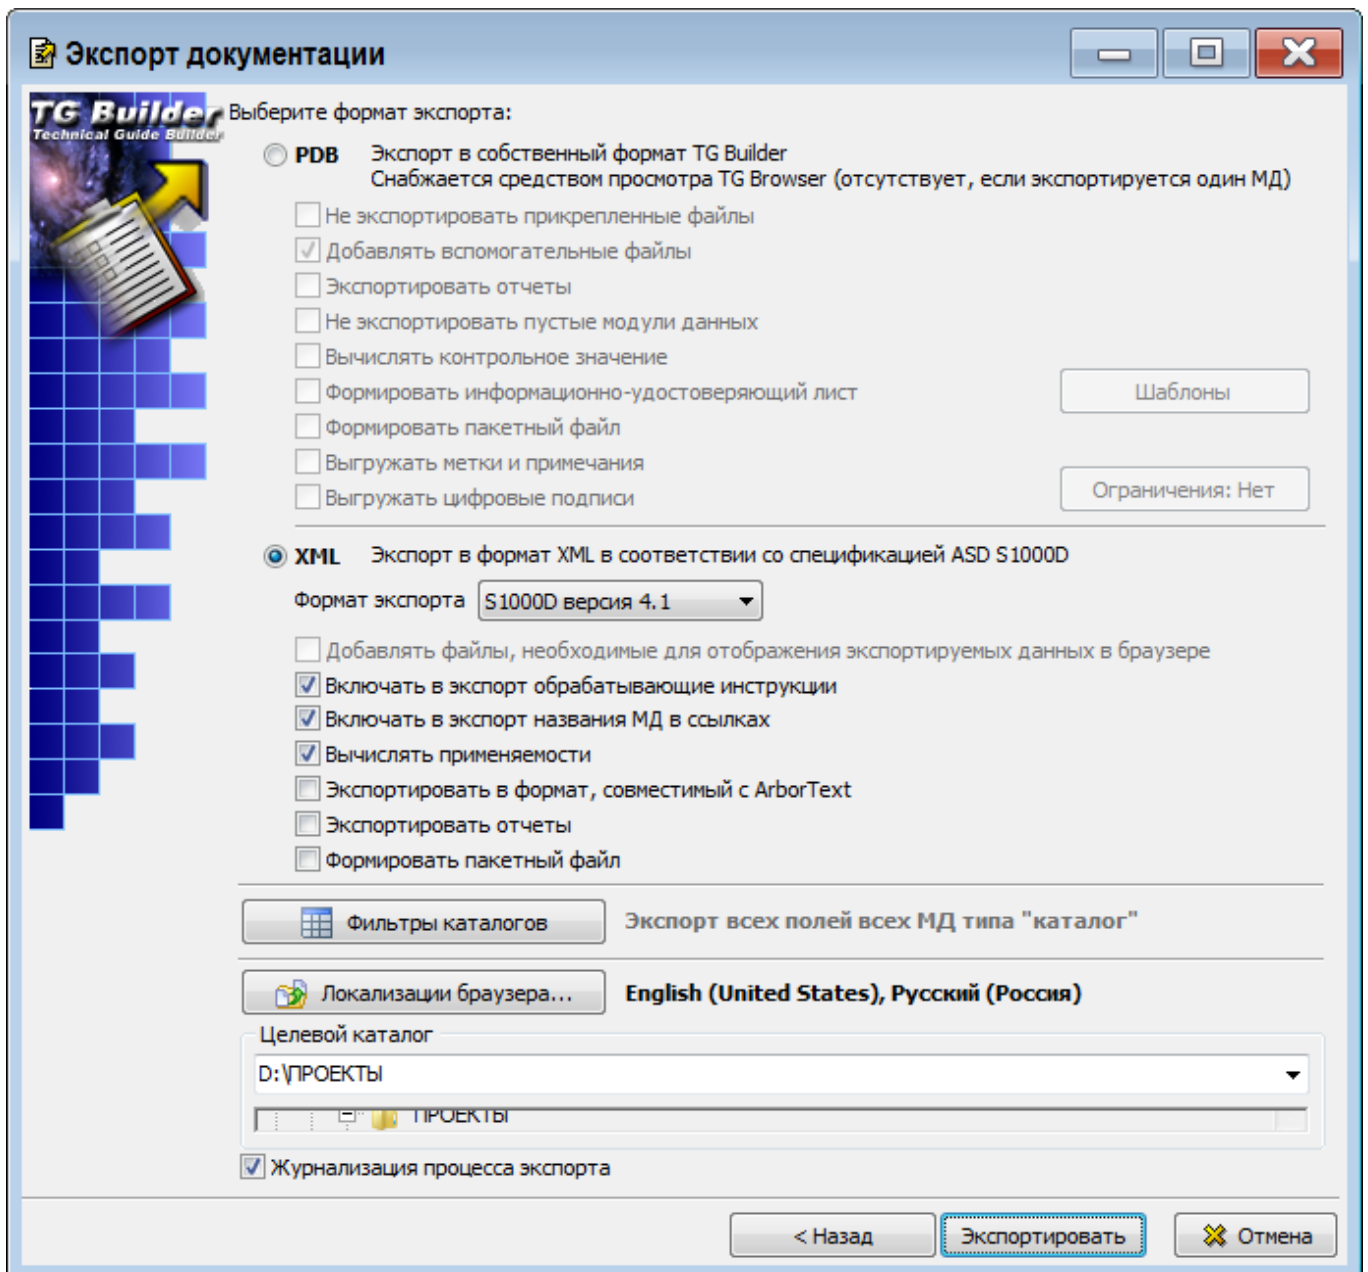 Экспорт документации
TG Builder
Technical Guide Builder
Выберите формат экспорта:
PDB Экспорт в собственный формат TG Builder
Снабжается средством просмотра TG Browser (отсутствует, если экспортируется один МД)
Не экспортировать прикрепленные файлы
Добавлять вспомогательные файлы
Экспортировать отчеты
Не экспортировать пустые модули данных
Вычислять контрольное значение
Формировать информационно-удостоверяющий лист
Шаблоны
Формировать пакетный файл
Выгружать метки и примечания
Выгружать цифровые подписи
Ограничения: Нет
XML Экспорт в формат XML в соответствии со спецификацией ASD S1000D
Формат экспорта S1000D версия 4.1
Добавлять файлы, необходимые для отображения экспортируемых данных в браузере
Включать в экспорт обрабатывающие инструкции
Включать в экспорт названия МД в ссылках
Вычислять применяемости
Экспортировать в формат, совместимый с ArborText
Экспортировать отчеты
Формировать пакетный файл
Фильтры каталогов Экспорт всех полей всех МД типа "каталог"
Локализации браузера... English (United States), Русский (Россия)
Целевой каталог
D:\ПРОЕКТЫ
ПРОЕКТЫ
Журнализация процесса экспорта
< Назад Экспортировать Отмена